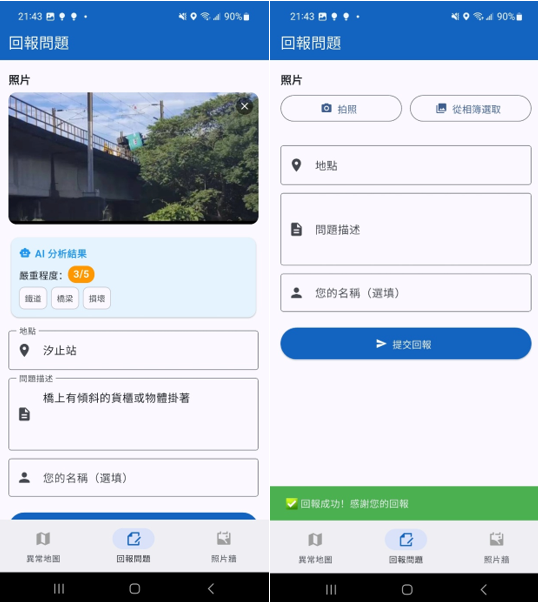 21:43
90%
回報問題
照片
AI 分析結果
嚴重程度: 3/5
鐵道 橋梁 損壞
地點
汐止站
問題描述
橋上有傾斜的貨櫃或物體掛著
您的名稱（選填）
異常地圖 回報問題 照片牆
21:43
90%
回報問題
照片
拍照 從相簿選取
地點
問題描述
您的名稱（選填）
提交回報
回報成功！感謝您的回報
異常地圖 回報問題 照片牆